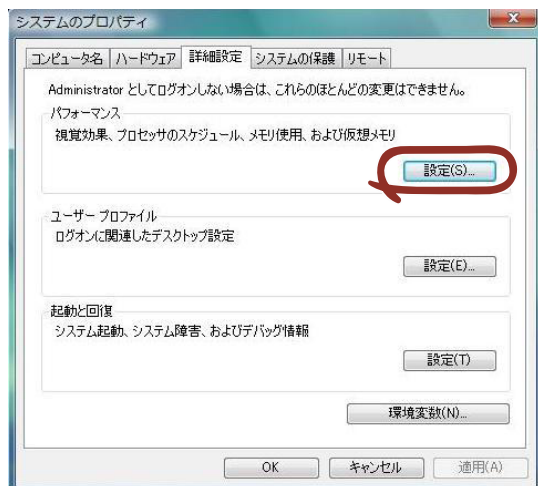 システムのプロパティ
コンピュータ名 ハードウェア 詳細設定 システムの保護 リモート
Administrator としてログオンしない場合は、これらのほとんどの変更はできません。
パフォーマンス
視覚効果、プロセッサのスケジュール、メモリ使用、および仮想メモリ
設定(S)...
ユーザー プロファイル
ログオンに関連したデスクトップ設定
設定(E)...
起動と回復
システム起動、システム障害、およびデバッグ情報
設定(T)
環境変数(N)...
OK キャンセル 適用(A)